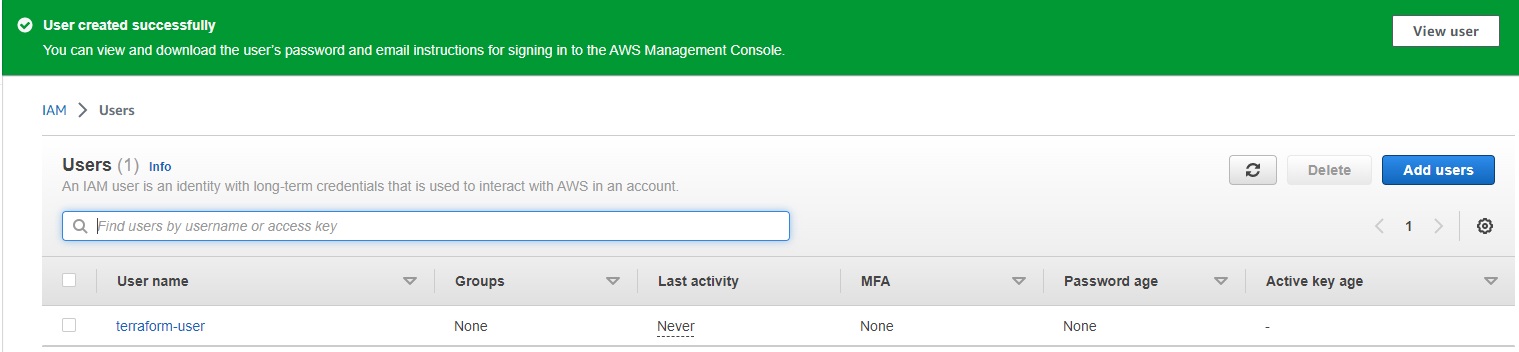 User created successfully
You can view and download the user's password and email instructions for signing in to the AWS Management Console.
View user
IAM > Users
Users (1) Info
An IAM user is an identity with long-term credentials that is used to interact with AWS in an account.
Delete
Add users
Find users by username or access key
1
User name Groups Last activity MFA Password age Active key age
terraform-user None Never None None -